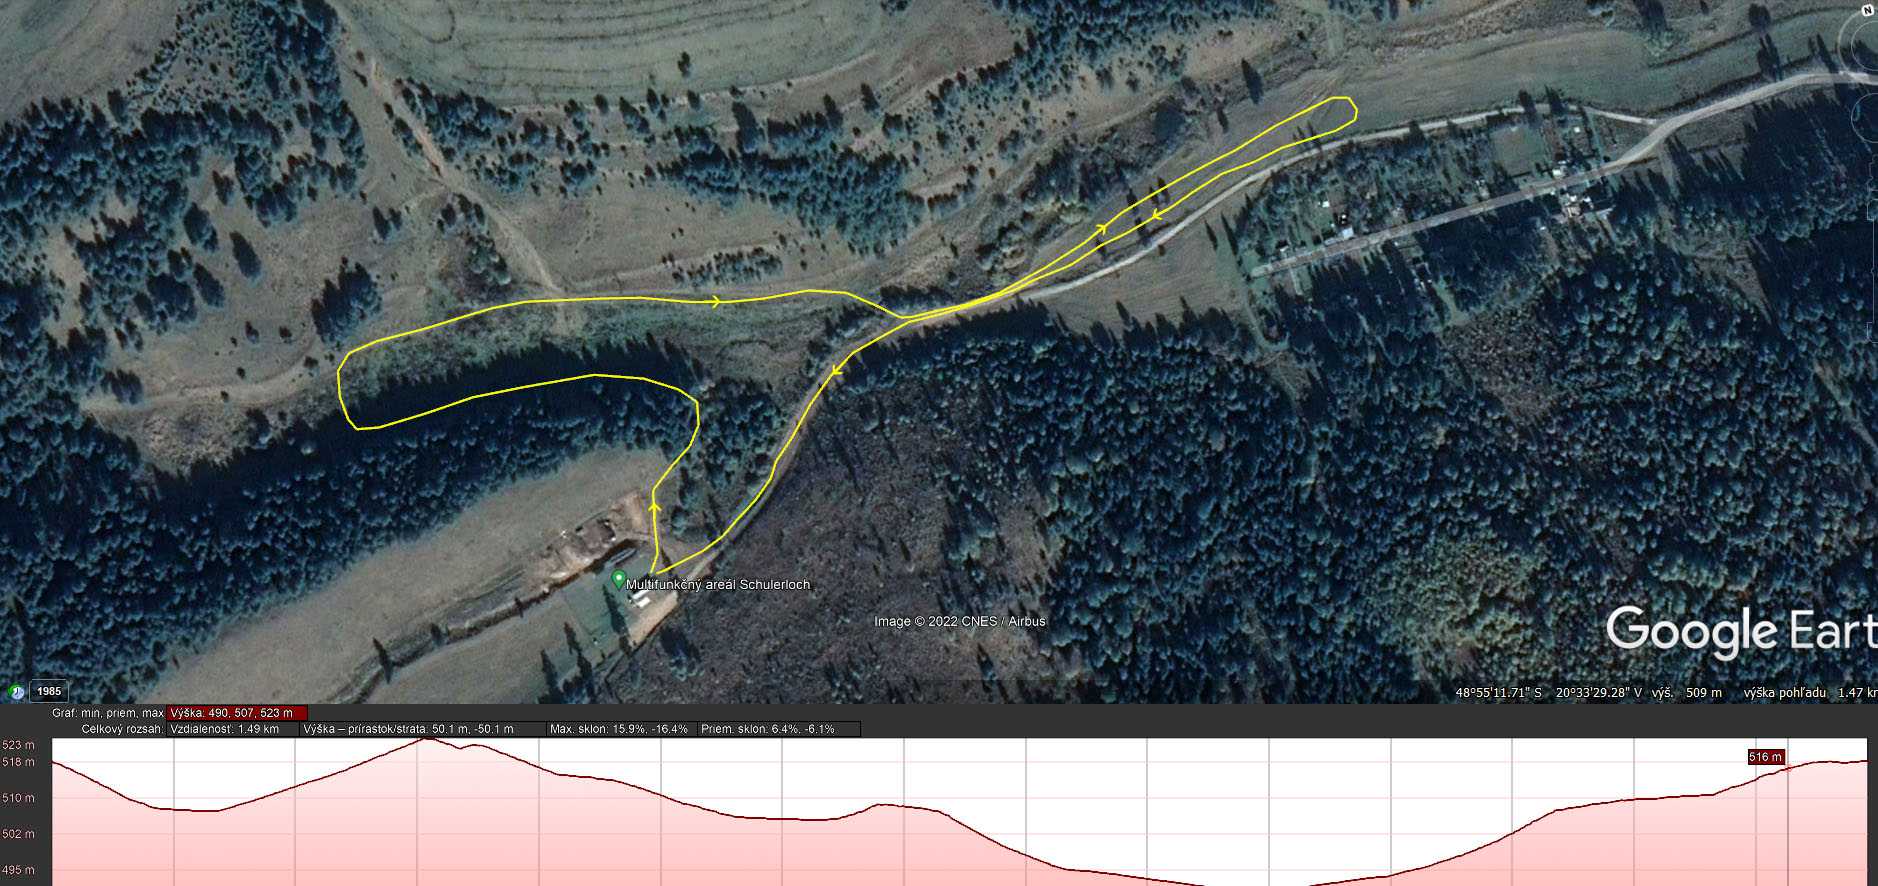 N
Multifunkčný areál Schulerloch
Image © 2022 CNES / Airbus
Google Eart
1985
48°55'11.71" S 20°33'29.28" V výš. 509 m výška pohľadu 1.47 km
Graf: min, priem, max Výška: 490, 507, 523 m
Celkový rozsah: Vzdialenosť: 1.49 km Výška – prírastok/strata: 50.1 m, -50.1 m Max. sklon: 15.9%, -16.4% Priem. sklon: 6.4%, -6.1%
523 m
518 m
516 m
510 m
502 m
495 m